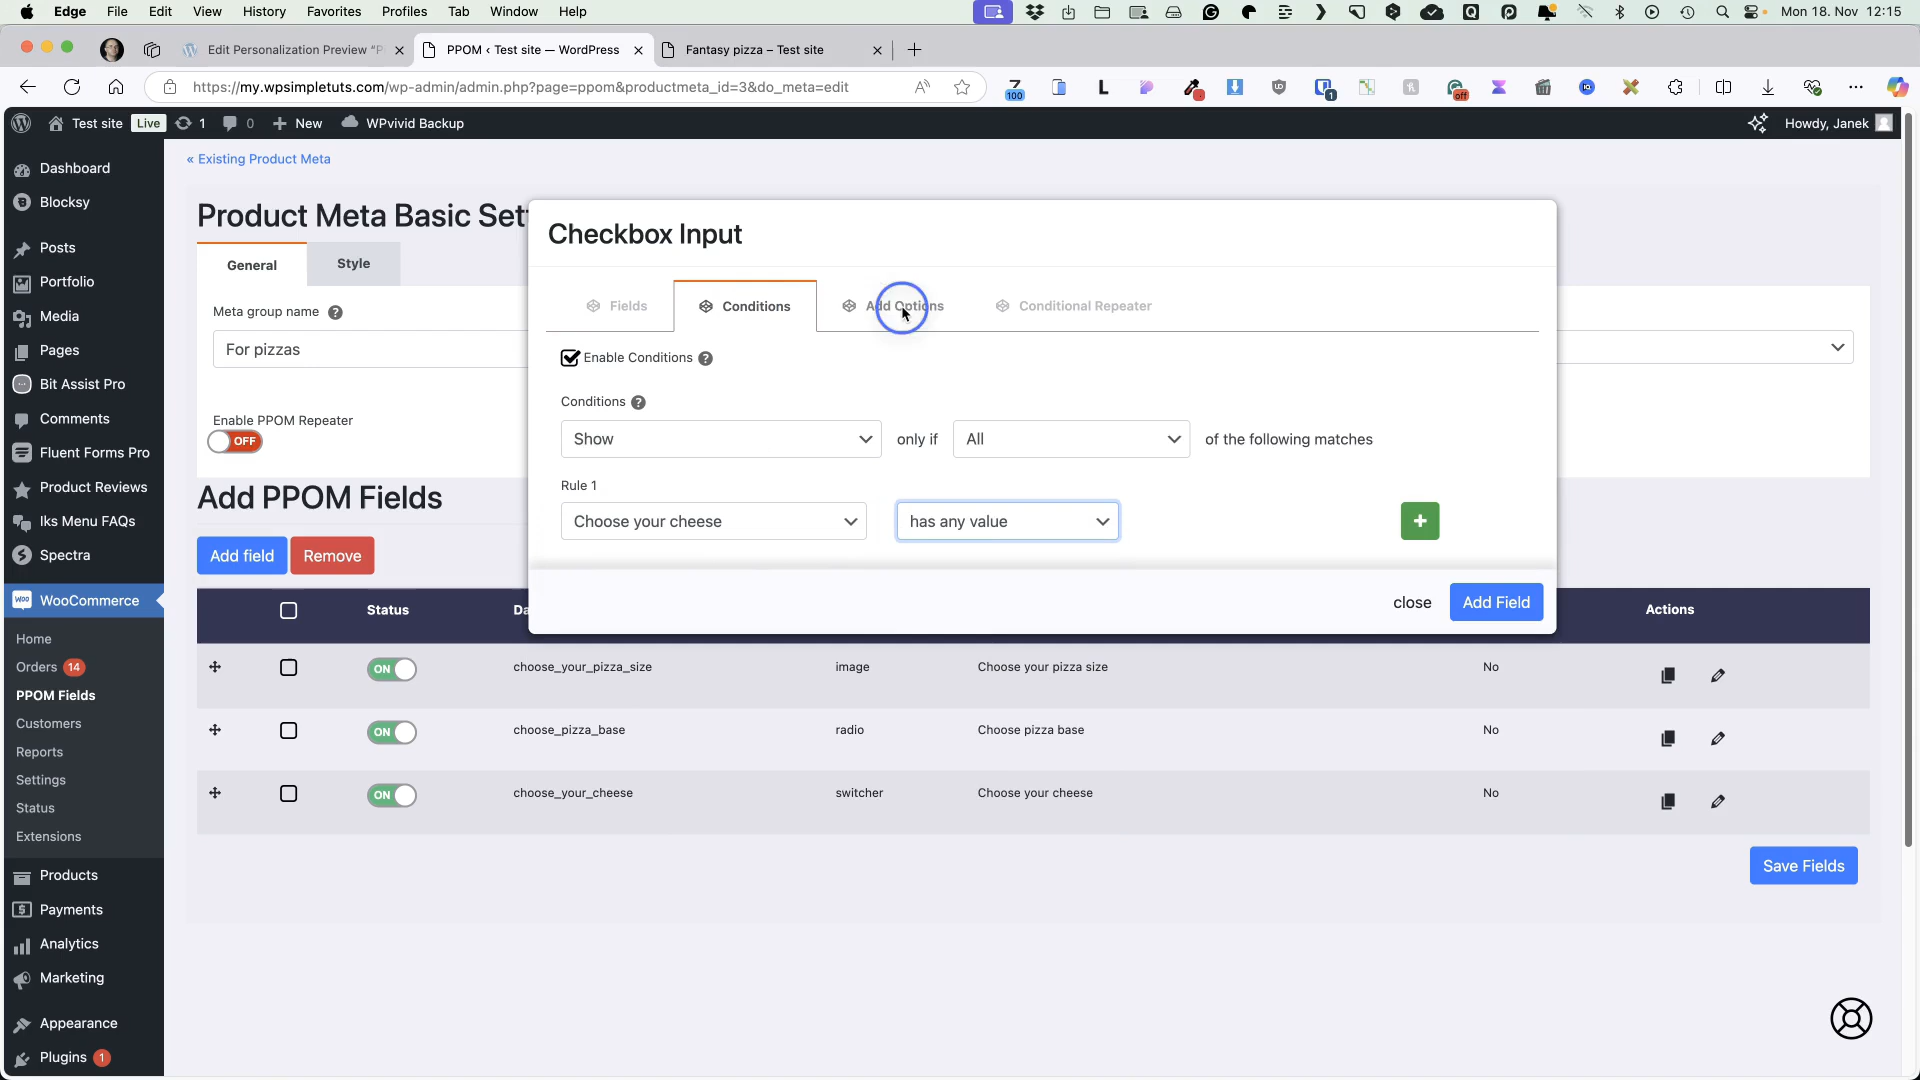 Edge File Edit View History Favorites Profiles Tab Window Help Mon 18. Nov 12:15
Edit Personalization Preview "P PPOM ‹ Test site — WordPress Fantasy pizza – Test site
https://my.wpsimpletuts.com/wp-admin/admin.php?page=ppom&productmeta_id=3&do_meta=edit
Test site Live 1 0 New WPvivid Backup Howdy, Janek
« Existing Product Meta
Dashboard
Blocksy
Posts
Portfolio
Media
Pages
Bit Assist Pro
Comments
Fluent Forms Pro
Product Reviews
Iks Menu FAQs
Spectra
WooCommerce
Home
Orders 14
PPOM Fields
Customers
Reports
Settings
Status
Extensions
Products
Payments
Analytics
Marketing
Appearance
Plugins 1
Product Meta Basic Set
General Style
Meta group name ?
For pizzas
Enable PPOM Repeater
OFF
Add PPOM Fields
Add field Remove
Checkbox Input
Fields Conditions Add Options Conditional Repeater
Enable Conditions ?
Conditions ?
Show only if All of the following matches
Rule 1
Choose your cheese has any value +
close Add Field
Status Da Actions
ON choose_your_pizza_size image Choose your pizza size No
ON choose_pizza_base radio Choose pizza base No
ON choose_your_cheese switcher Choose your cheese No
Save Fields